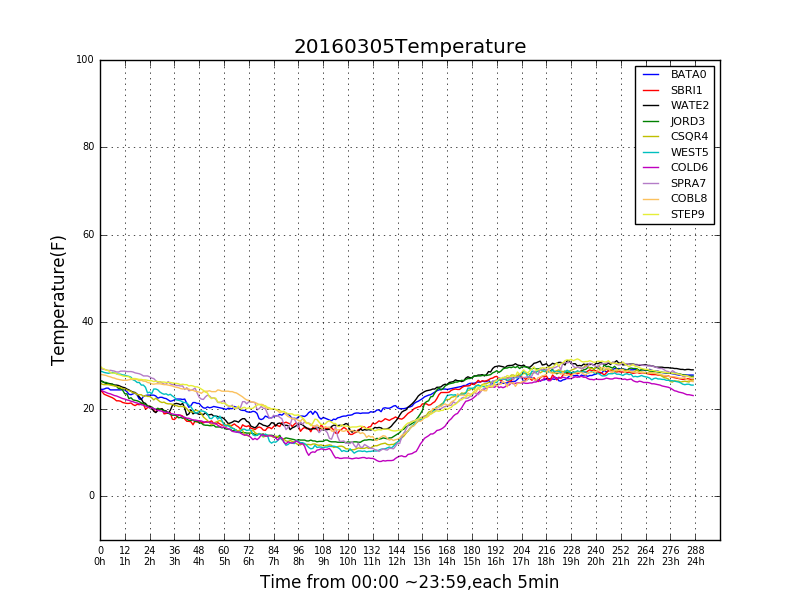 20160305Temperature
100
80
60
40
20
0
Temperature(F)
BATA0
SBRI1
WATE2
JORD3
CSQR4
WEST5
COLD6
SPRA7
COBL8
STEP9
0 12 24 36 48 60 72 84 96 108 120 132 144 156 168 180 192 204 216 228 240 252 264 276 288
0h 1h 2h 3h 4h 5h 6h 7h 8h 9h 10h 11h 12h 13h 14h 15h 16h 17h 18h 19h 20h 21h 22h 23h 24h
Time from 00:00 ~23:59,each 5min